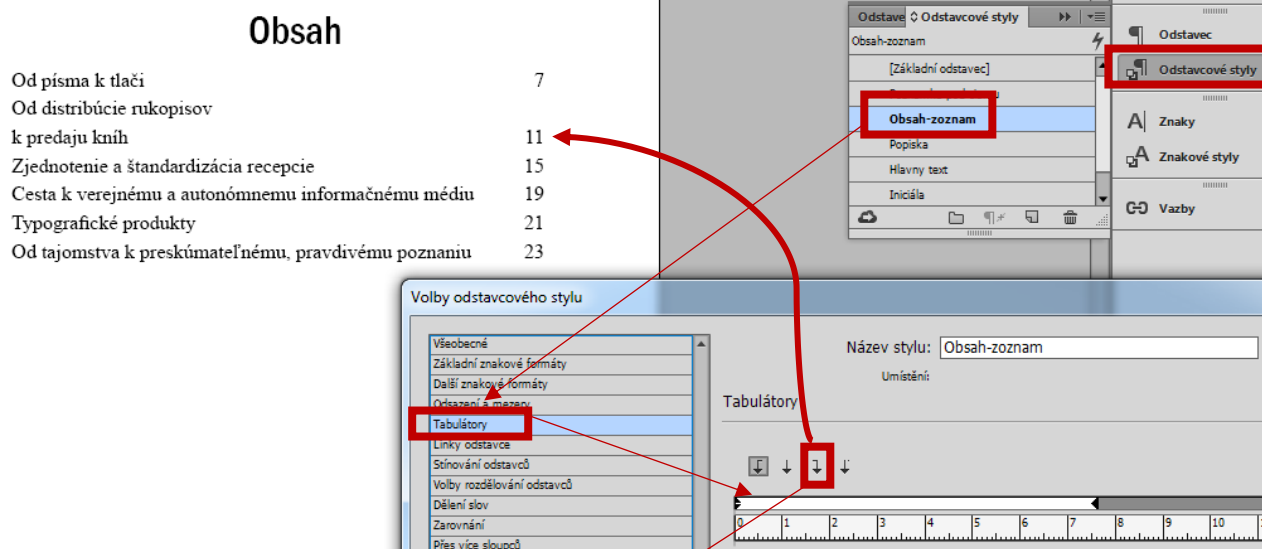 Obsah
Od písma k tlači 7
Od distribúcie rukopisov
k predaju kníh 11
Zjednotenie a štandardizácia recepcie 15
Cesta k verejnému a autonómnemu informačnému médiu 19
Typografické produkty 21
Od tajomstva k preskúmateľnému, pravdivému poznaniu 23
Odstave Odstavcové styly
Obsah-zoznam
[Základní odstavec]
Obsah-zoznam
Popiska
Hlavny text
Iniciála
Odstavec
Odstavcové styly
Znaky
Znakové styly
Vazby
Volby odstavcového stylu
Všeobecné
Základní znakové formáty
Další znakové formáty
Odsazení a mezery
Tabulátory
Linky odstavce
Stínování odstavců
Volby rozdělování odstavců
Dělení slov
Zarovnání
Přes více sloupců
Název stylu: Obsah-zoznam
Umístění:
Tabulátory
0 1 2 3 4 5 6 7 8 9 10